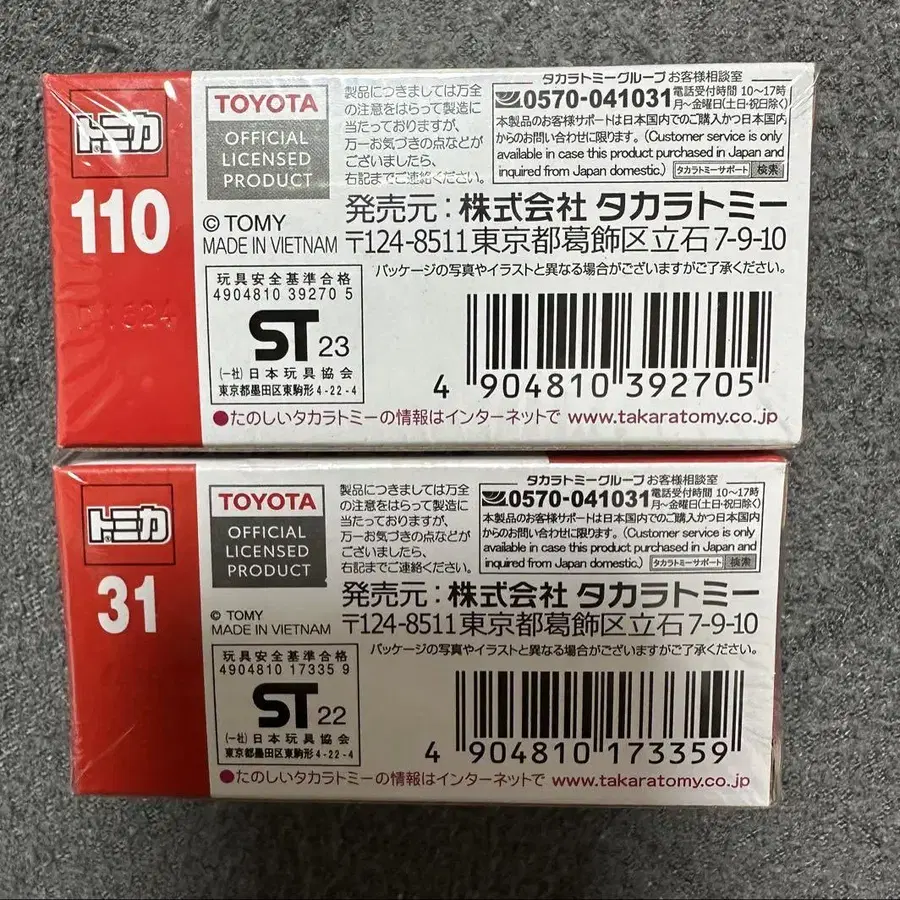 トミカ
110
TOYOTA
OFFICIAL
LICENSED
PRODUCT
製品につきましては万全
の注意をはらって製造に
当たっておりますが、
万一お気づきの点などが
ございましたら、
右記までご連絡ください。
タカラトミーグループ お客様相談室
0570-041031 電話受付時間 10～17時
月～金曜日(土日・祝日除く)
本製品のお客様サポートは日本国内でのご購入かつ日本国内
からのお問い合わせに限ります。(Customer service is only
available in case this product purchased in Japan and
inquired from Japan domestic.) タカラトミーサポート 検索
© TOMY
MADE IN VIETNAM
発売元：株式会社 タカラトミー
〒124-8511 東京都葛飾区立石 7-9-10
パッケージの写真やイラストと異なる場合がございますがご了承ください。
玩具安全基準合格
4904810 39270 5
ST 23
(一社)日本玩具協会
東京都墨田区東駒形 4-22-4
4 904810 392705
●たのしいタカラトミーの情報はインターネットで www.takaratomy.co.jp
トミカ
31
TOYOTA
OFFICIAL
LICENSED
PRODUCT
製品につきましては万全
の注意をはらって製造に
当たっておりますが、
万一お気づきの点などが
ございましたら、
右記までご連絡ください。
タカラトミーグループ お客様相談室
0570-041031 電話受付時間 10～17時
月～金曜日(土日・祝日除く)
本製品のお客様サポートは日本国内でのご購入かつ日本国内
からのお問い合わせに限ります。(Customer service is only
available in case this product purchased in Japan and
inquired from Japan domestic.) タカラトミーサポート 検索
© TOMY
MADE IN VIETNAM
発売元：株式会社 タカラトミー
〒124-8511 東京都葛飾区立石 7-9-10
パッケージの写真やイラストと異なる場合がございますがご了承ください。
玩具安全基準合格
4904810 17335 9
ST 22
(一社)日本玩具協会
東京都墨田区東駒形 4-22-4
4 904810 173359
●たのしいタカラトミーの情報はインターネットで www.takaratomy.co.jp